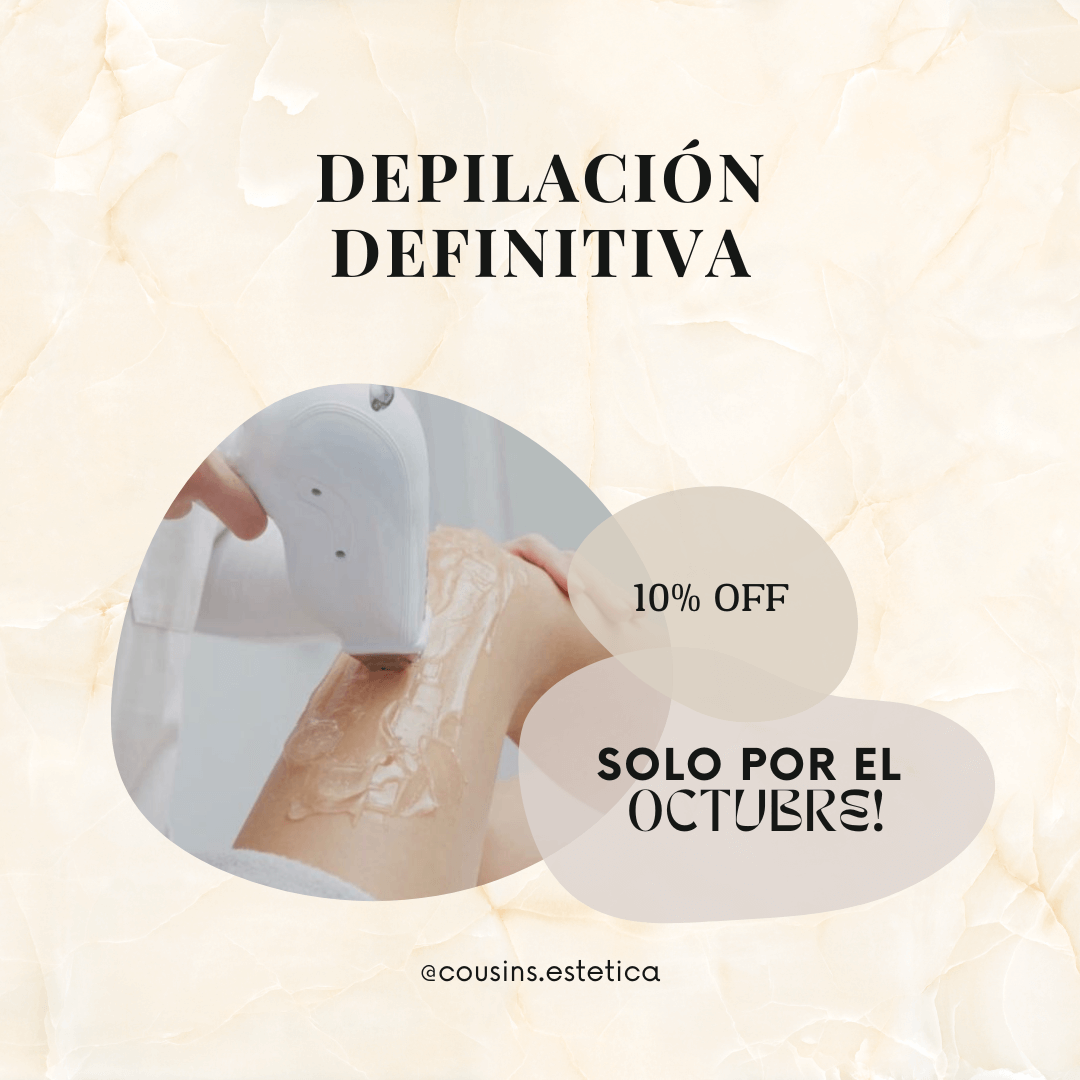 DEPILACIÓN
DEFINITIVA
10% OFF
SOLO POR EL
OCTUBRE!
@cousins.estetica